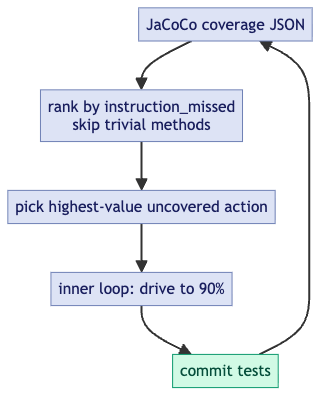 JaCoCo coverage JSON
rank by instruction_missed
skip trivial methods
pick highest-value uncovered action
inner loop: drive to 90%
commit tests